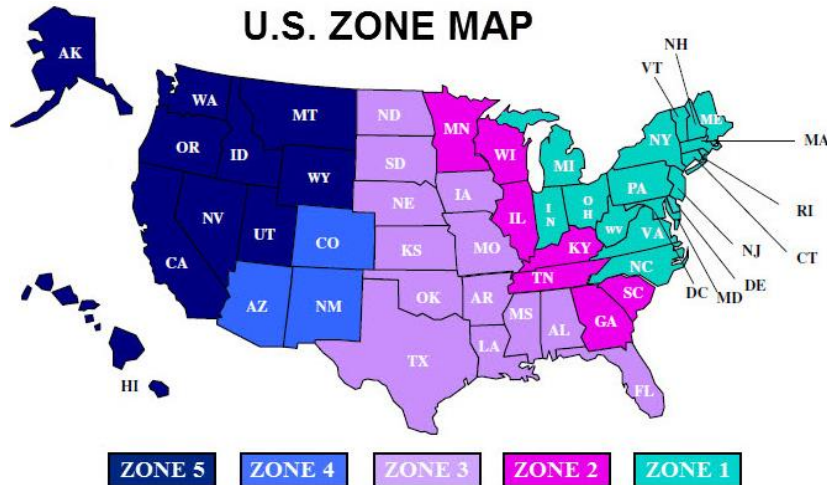 U.S. ZONE MAP
AK
NH
VT
WA
MT
ND
MN
ME
NY
MA
OR
ID
SD
WI
MI
WY
RI
IA
PA
NE
NV
IL
I
N
O
H
NJ
UT
CO
CT
WV
VA
KS
MO
KY
CA
DE
NC
DC
MD
TN
OK
AR
SC
AZ
NM
MS
AL
GA
LA
TX
HI
FL
ZONE 5
ZONE 4
ZONE 3
ZONE 2
ZONE 1